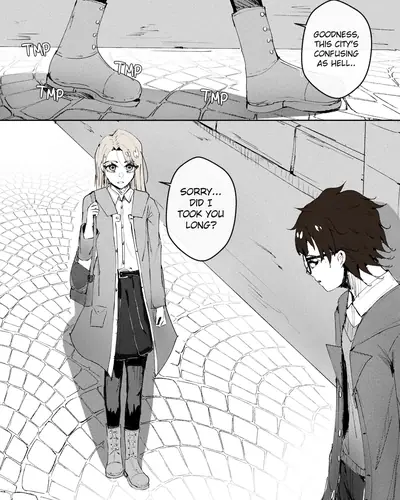 GOODNESS,
THIS CITY'S
CONFUSING
AS HELL..
TMP
TMP
TMP
TMP
SORRY...
DID I
TOOK YOU
LONG?